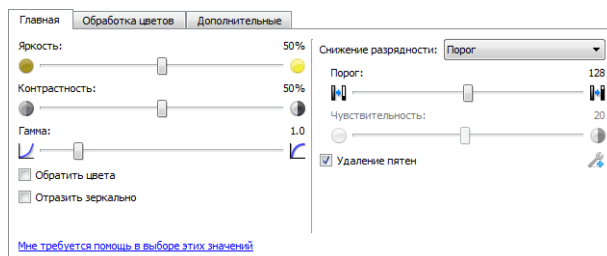 Главная Обработка цветов Дополнительные
Яркость: 50%
Контрастность: 50%
Гамма: 1.0
Обратить цвета
Отразить зеркально
Мне требуется помощь в выборе этих значений
Снижение разрядности: Порог
Порог: 128
Чувствительность: 20
Удаление пятен